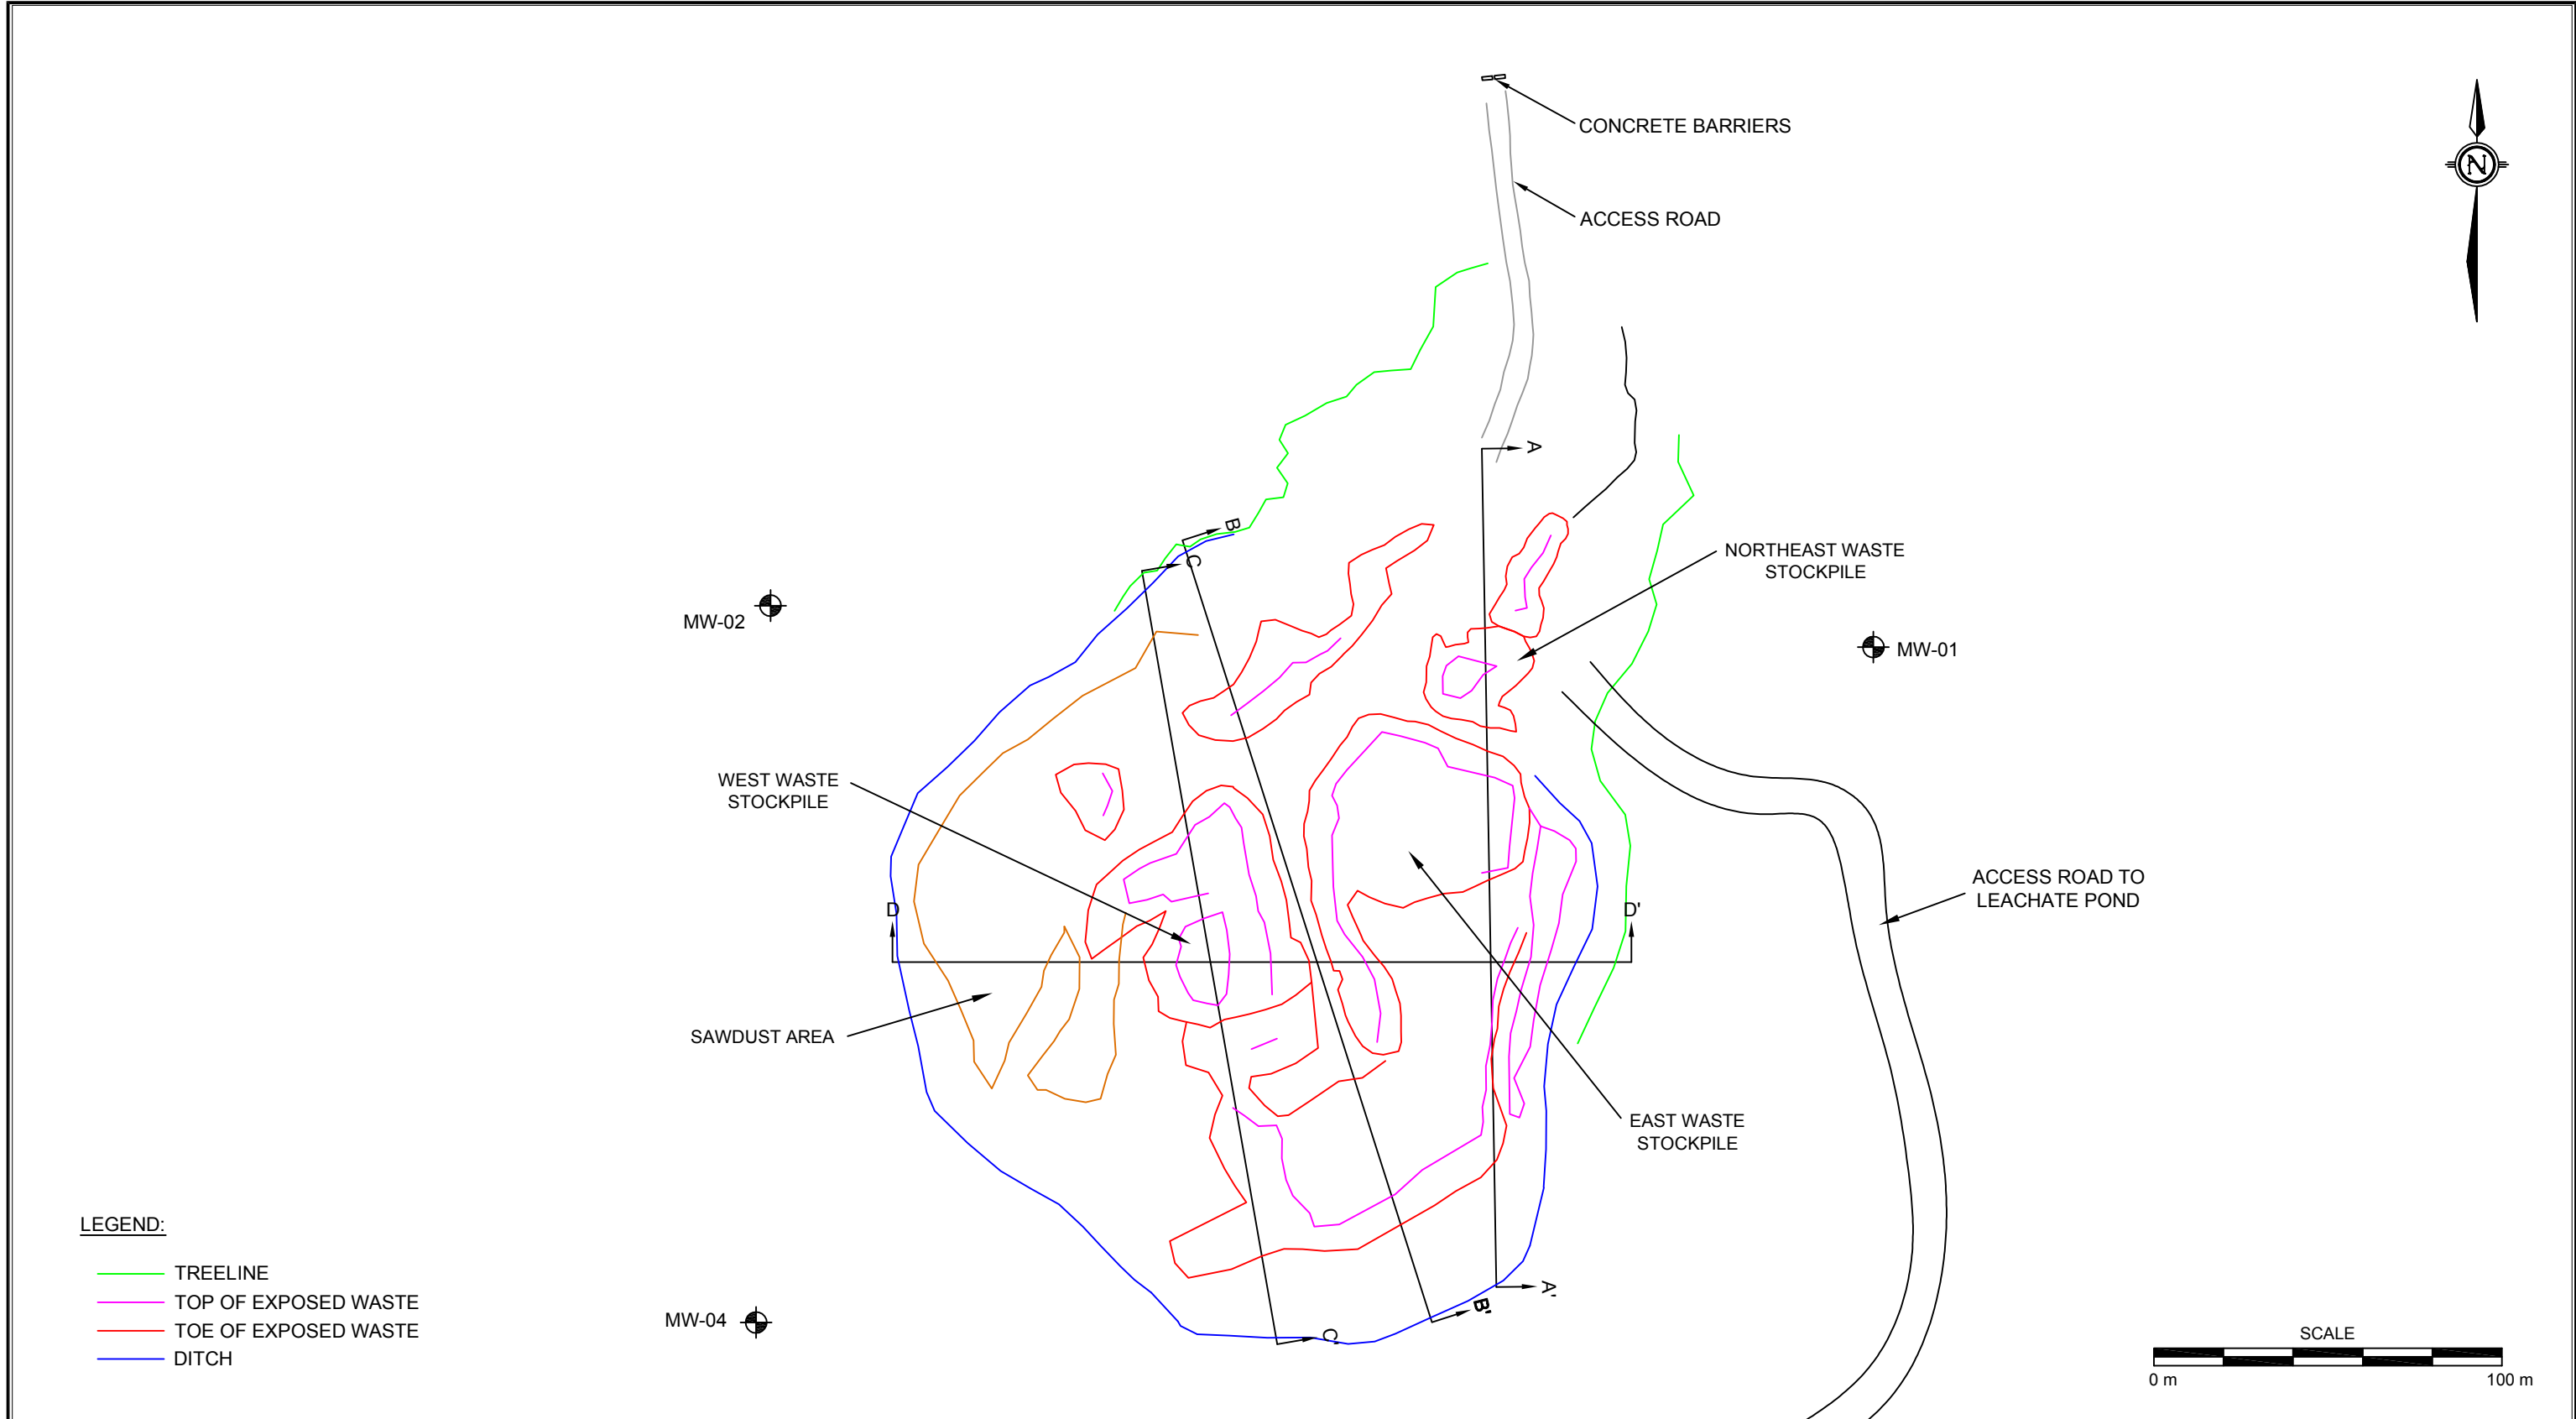 CONCRETE BARRIERS
N
ACCESS ROAD
A
B
C
NORTHEAST WASTE
STOCKPILE
MW-02
MW-01
WEST WASTE
STOCKPILE
ACCESS ROAD TO
LEACHATE POND
D
D'
SAWDUST AREA
EAST WASTE
STOCKPILE
LEGEND:
TREELINE
TOP OF EXPOSED WASTE
TOE OF EXPOSED WASTE
DITCH
MW-04
A'
B'
C'
SCALE
0 m
100 m